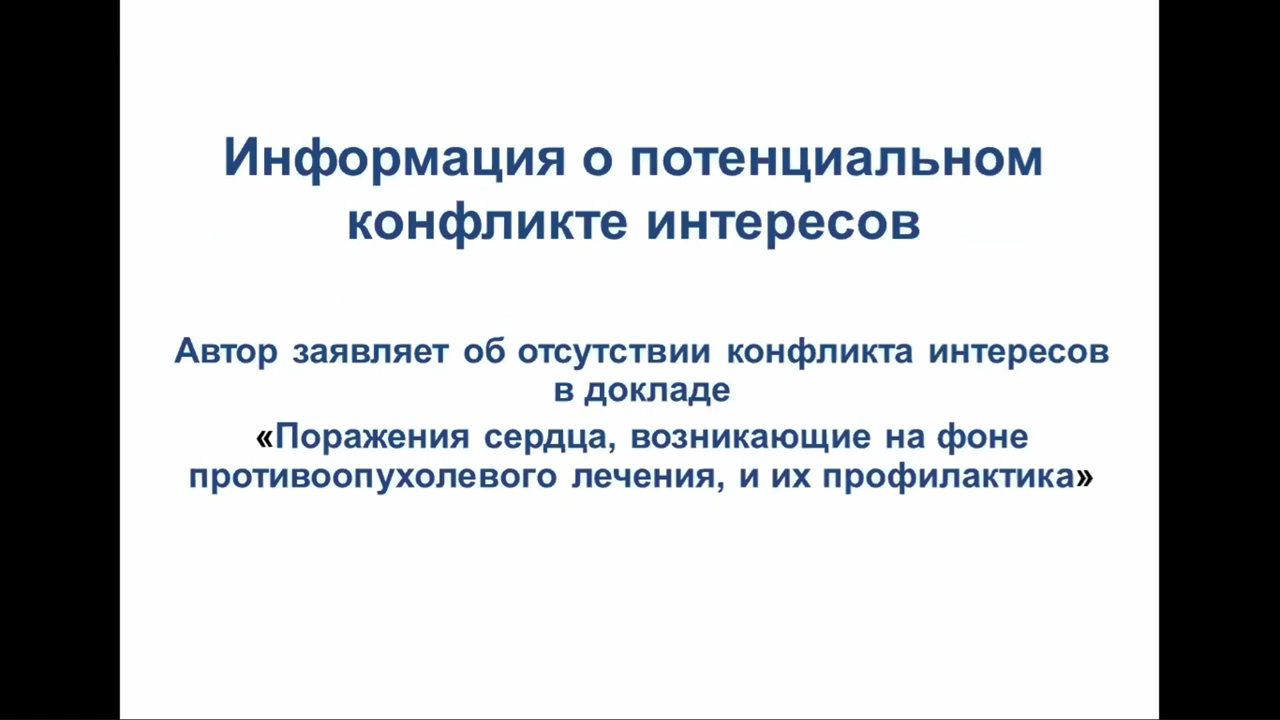 Информация о потенциальном
конфликте интересов
Автор заявляет об отсутствии конфликта интересов
в докладе
«Поражения сердца, возникающие на фоне
противоопухолевого лечения, и их профилактика»